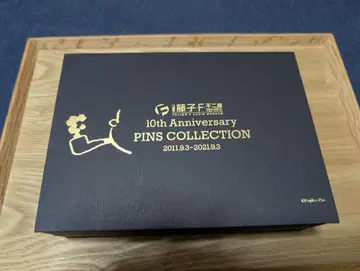 藤子・F・不二雄
10th Anniversary
PINS COLLECTION
2011.9.3~2021.9.3
©Fujiko-Pro